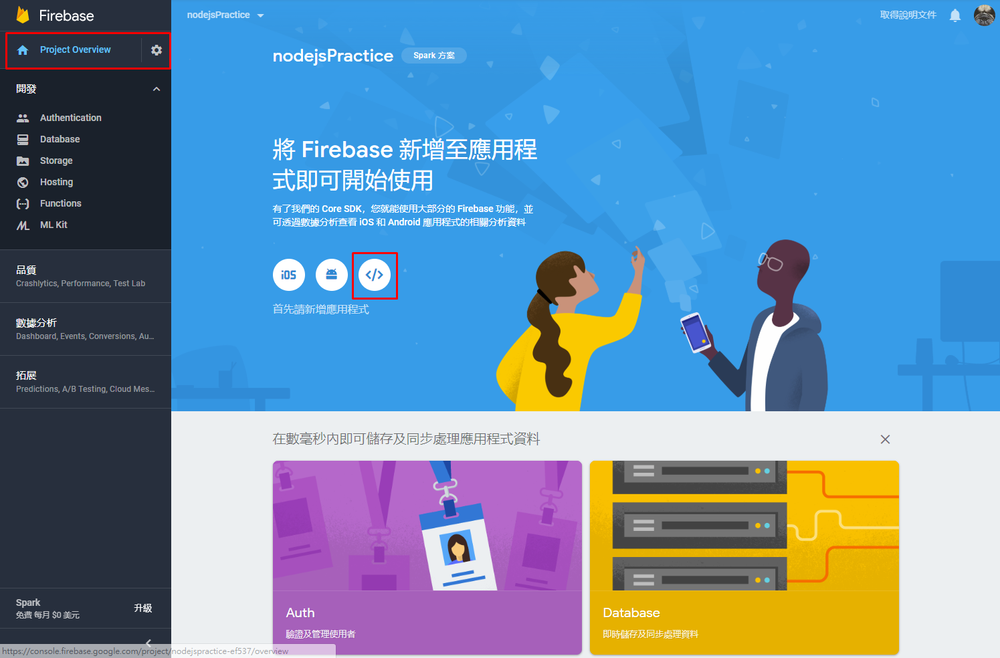 Firebase
nodejsPractice
取得說明文件
Project Overview
nodejsPractice
Spark 方案
開發
Authentication
Database
Storage
Hosting
Functions
ML Kit
將 Firebase 新增至應用程
式即可開始使用
有了我們的 Core SDK，您就能使用大部分的 Firebase 功能，並
可透過數據分析查看 iOS 和 Android 應用程式的相關分析資料
iOS
</>
首先請新增應用程式
品質
Crashlytics, Performance, Test Lab
數據分析
Dashboard, Events, Conversions, Au...
拓展
Predictions, A/B Testing, Cloud Mes...
在數毫秒內即可儲存及同步處理應用程式資料
Auth
驗證及管理使用者
Database
即時儲存及同步處理資料
Spark
免費 每月 $0 美元
升級
https://console.firebase.google.com/project/nodejspractice-ef537/overview